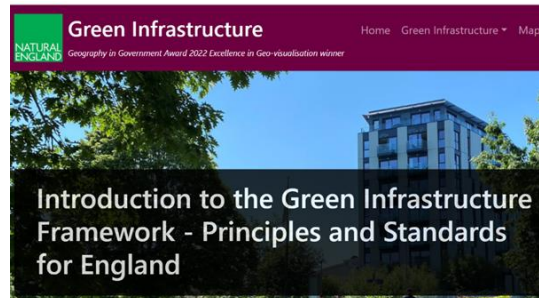 NATURAL
ENGLAND
Green Infrastructure
Geography in Government Award 2022 Excellence in Geo-visualisation winner
Home Green Infrastructure Map
Introduction to the Green Infrastructure
Framework - Principles and Standards
for England